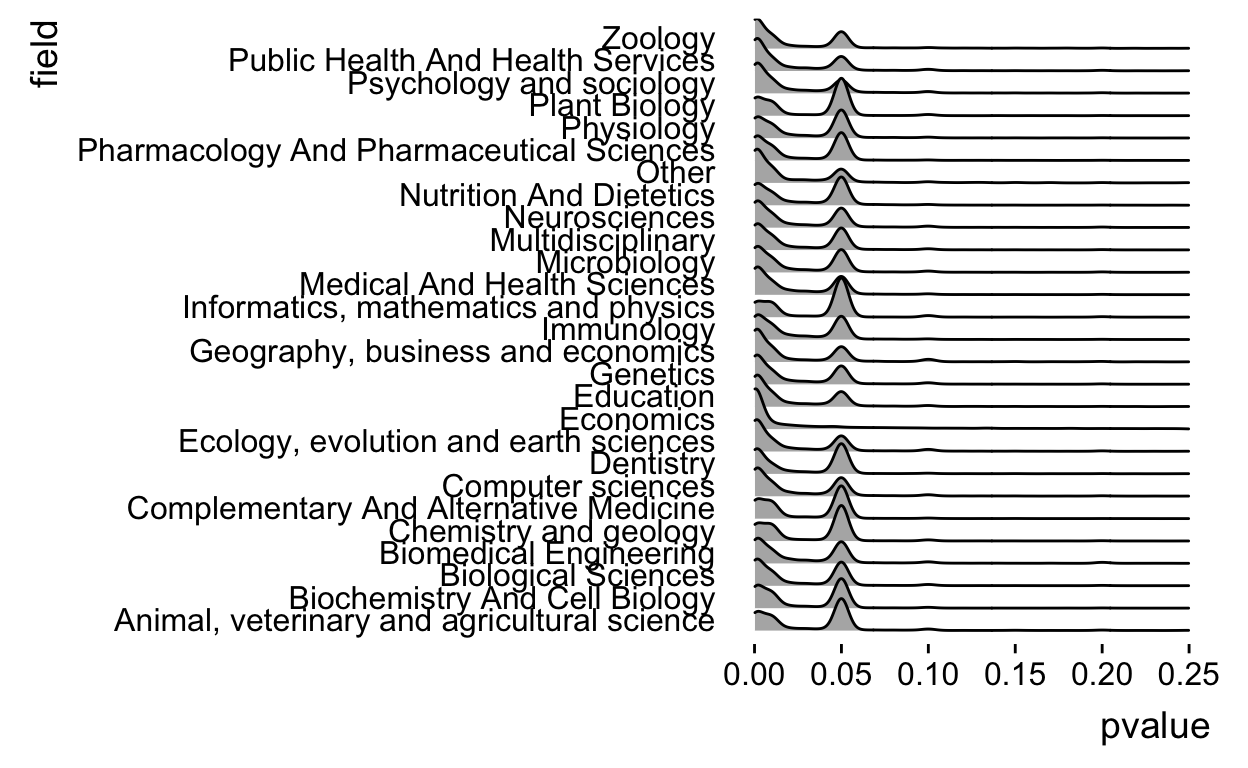 field
Zoology
Public Health And Health Services
Psychology and sociology
Plant Biology
Physiology
Pharmacology And Pharmaceutical Sciences
Other
Nutrition And Dietetics
Neurosciences
Multidisciplinary
Microbiology
Medical And Health Sciences
Informatics, mathematics and physics
Immunology
Geography, business and economics
Genetics
Education
Economics
Ecology, evolution and earth sciences
Dentistry
Computer sciences
Complementary And Alternative Medicine
Chemistry and geology
Biomedical Engineering
Biological Sciences
Biochemistry And Cell Biology
Animal, veterinary and agricultural science
0.00 0.05 0.10 0.15 0.20 0.25
pvalue